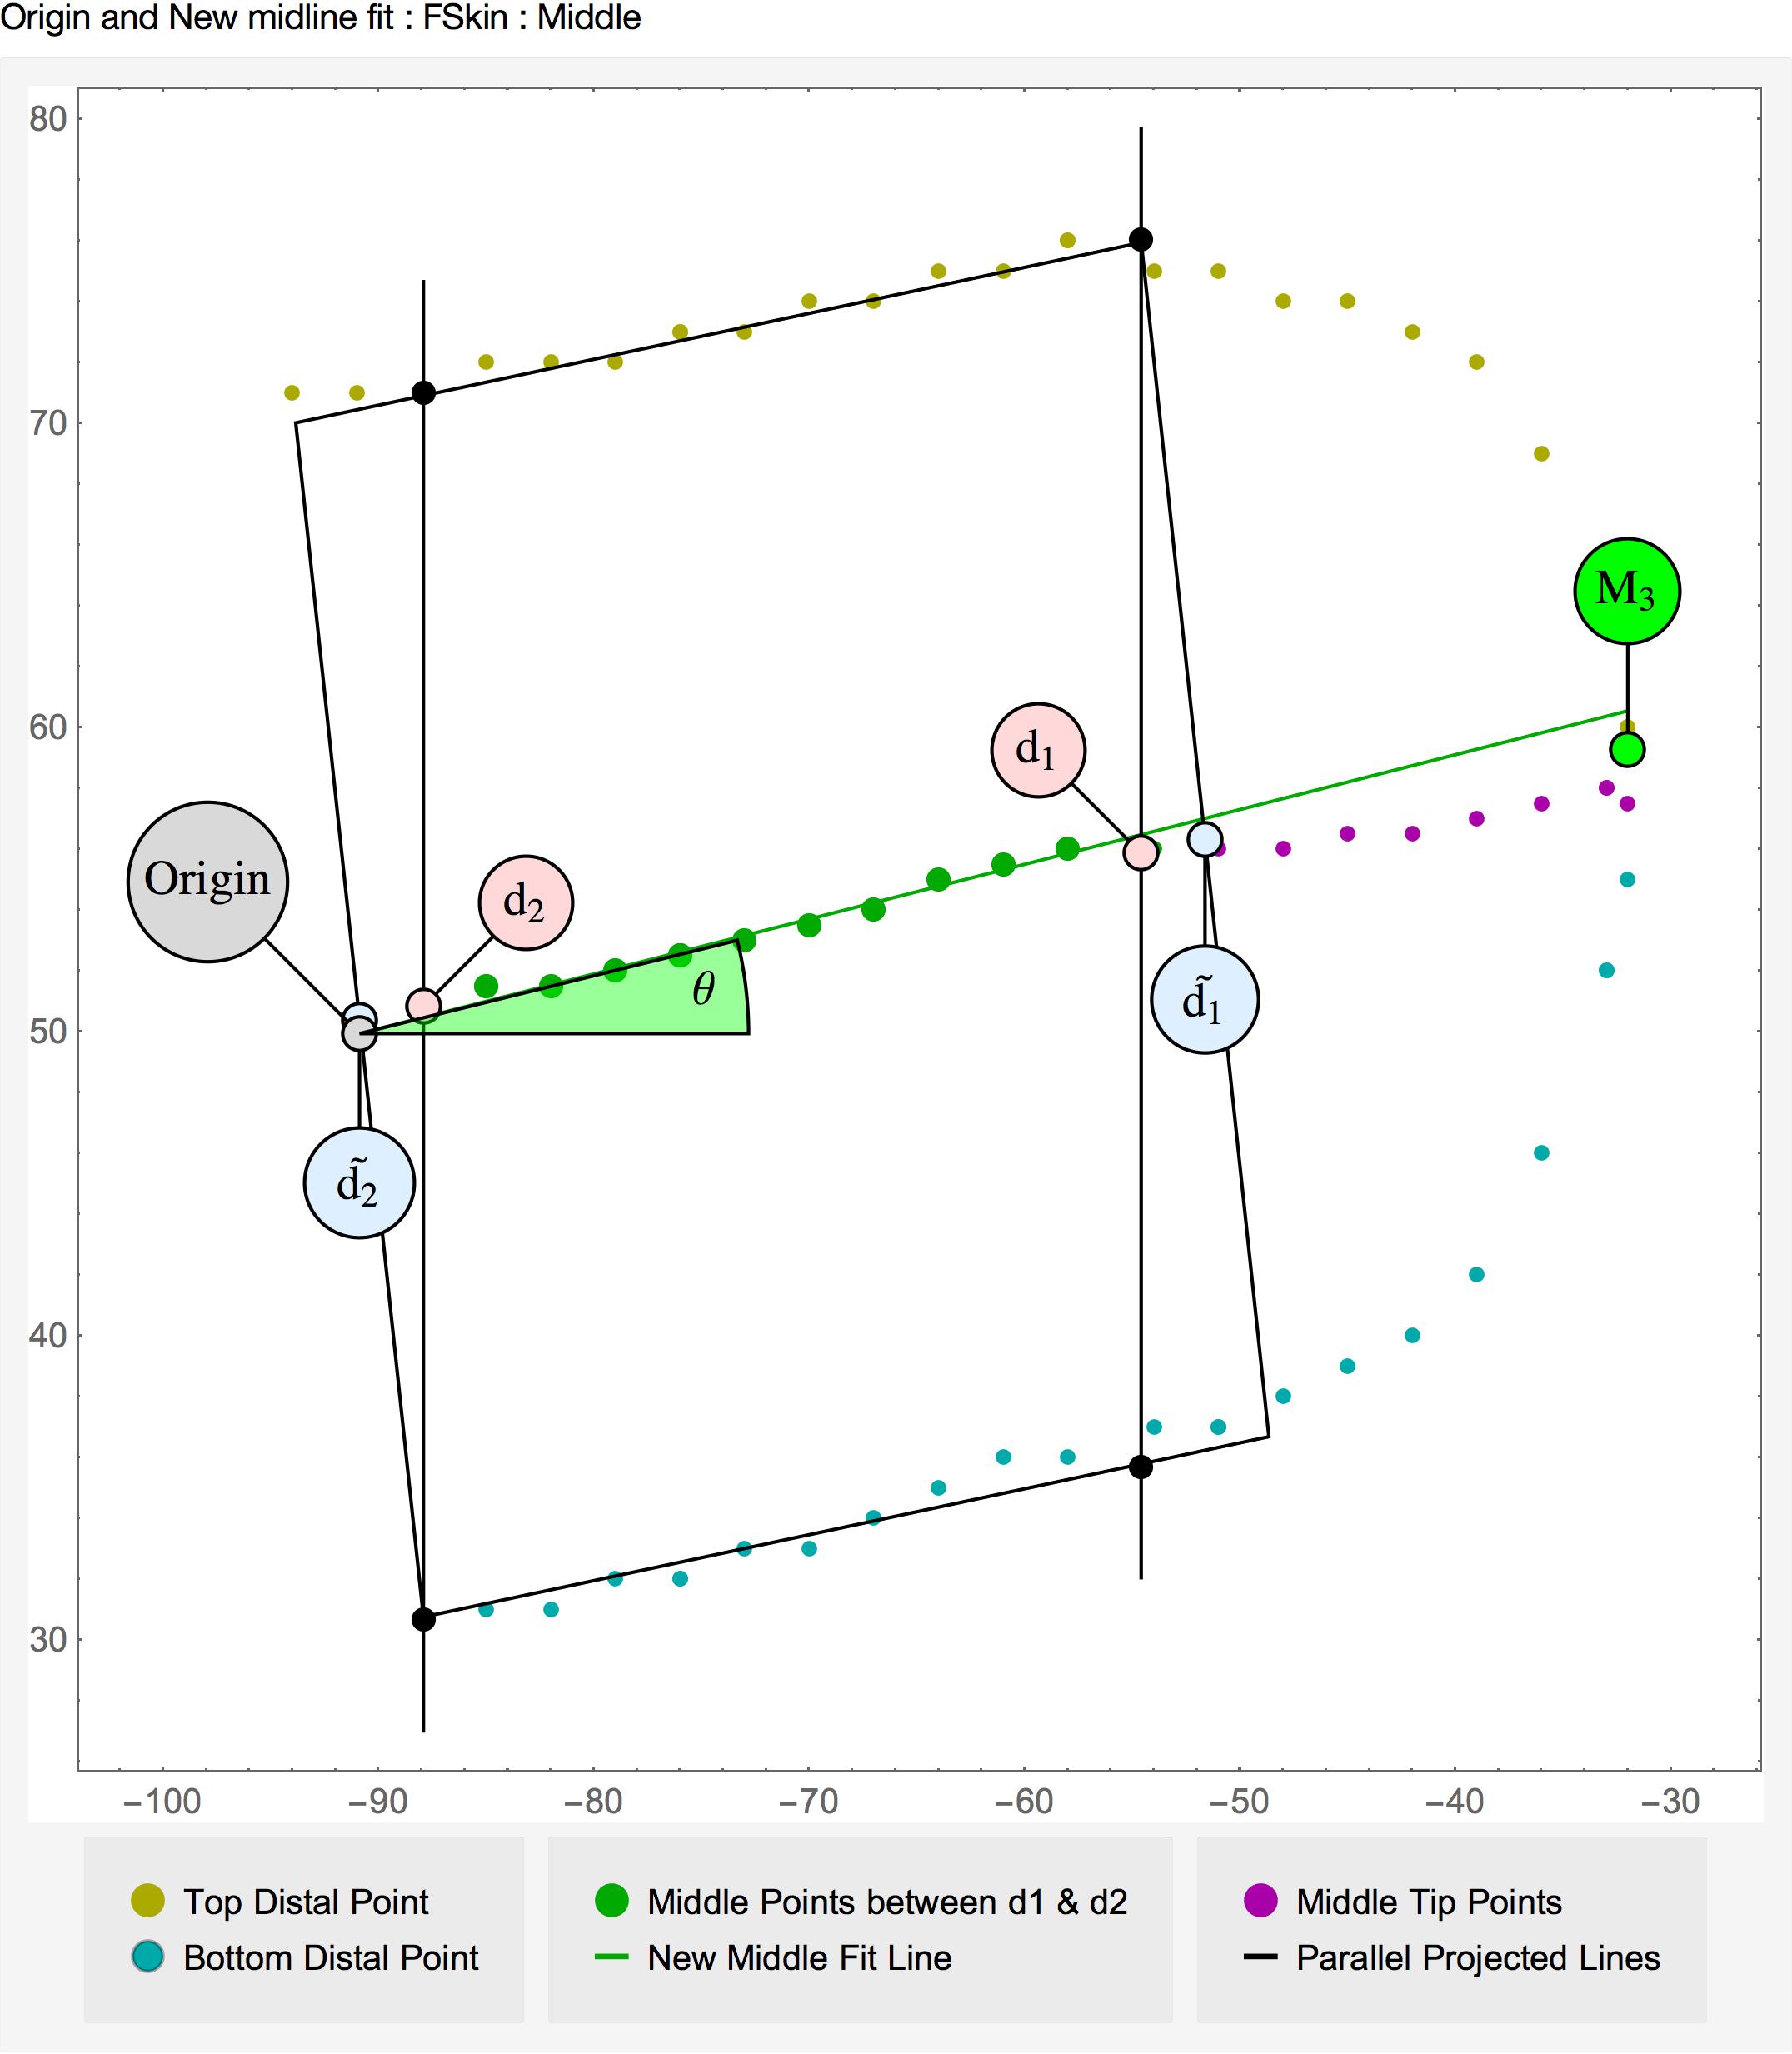 Origin and New midline fit : FSkin : Middle
80
70
60
50
40
30
M₃
d₁
Origin
d₂
θ
d̃₁
d̃₂
−100 −90 −80 −70 −60 −50 −40 −30
Top Distal Point
Bottom Distal Point
Middle Points between d1 & d2
New Middle Fit Line
Middle Tip Points
Parallel Projected Lines